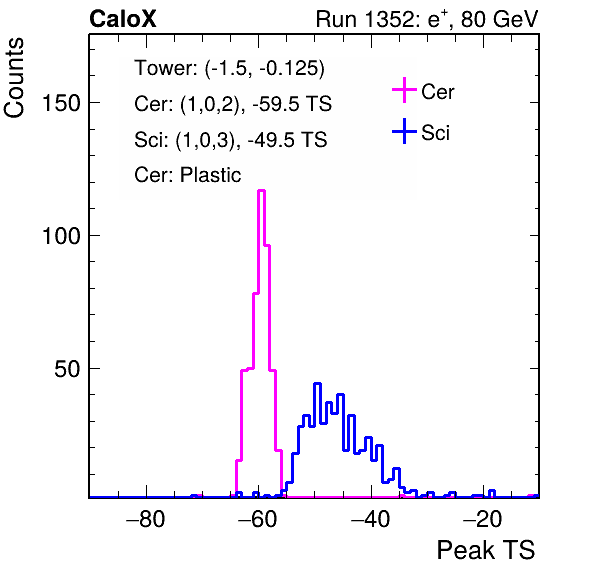 CaloX Run 1352: e⁺, 80 GeV
Counts
Tower: (-1.5, -0.125)
Cer: (1,0,2), -59.5 TS
Sci: (1,0,3), -49.5 TS
Cer: Plastic
Cer
Sci
150
100
50
−80 −60 −40 −20
Peak TS